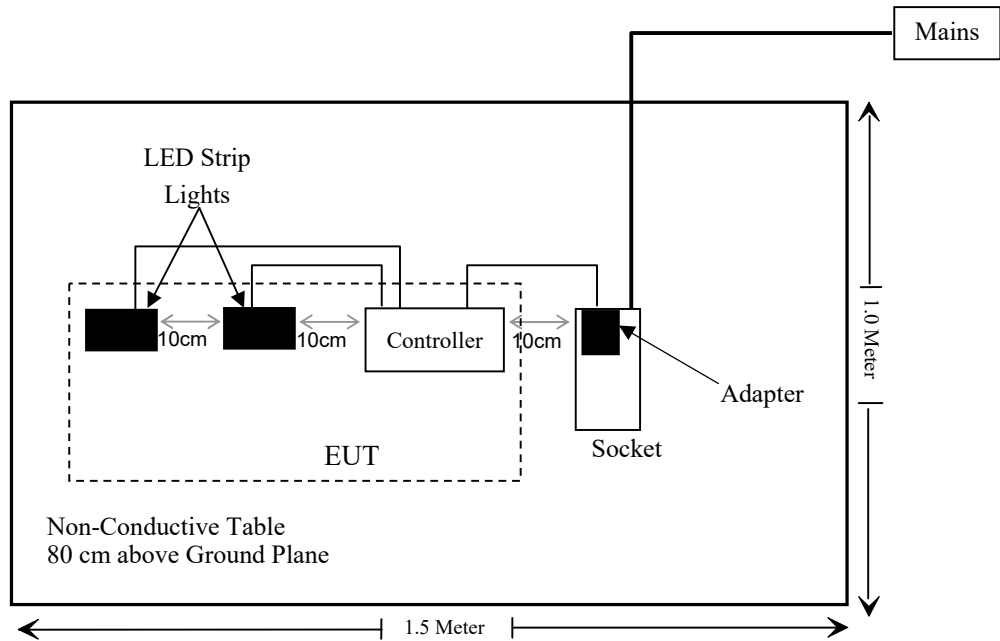 Mains
LED Strip
Lights
10cm
10cm
Controller
10cm
1.0 Meter
Adapter
EUT
Socket
Non-Conductive Table
80 cm above Ground Plane
1.5 Meter